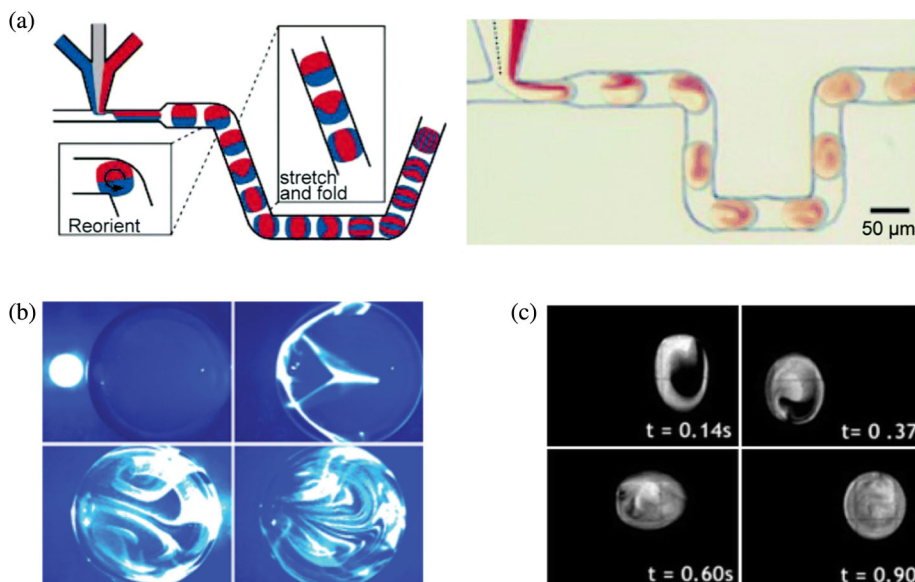 (a)
Reorient
stretch
and fold
50 µm
(b)
(c)
t = 0.14s
t= 0 .37
t = 0.60s
t = 0.90